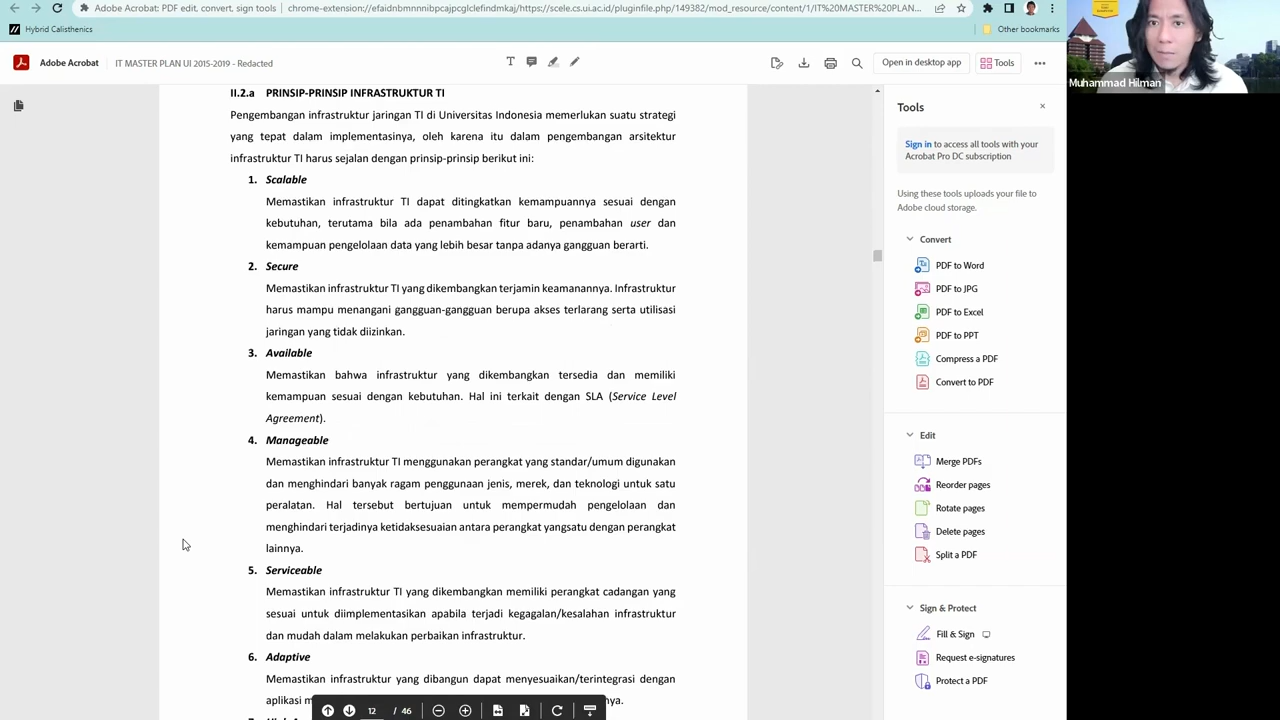 Adobe Acrobat: PDF edit, convert, sign tools | chrome-extension://efaidnbmnnnibpcajpcglclefindmkaj/https://scele.cs.ui.ac.id/pluginfile.php/149382/mod_resource/content/1/IT%20MASTER%20PLAN...
Hybrid Calisthenics
Other bookmarks
Adobe Acrobat
IT MASTER PLAN UI 2015-2019 - Redacted
Open in desktop app
Tools
Muhammad Hilman
II.2.a PRINSIP-PRINSIP INFRASTRUKTUR TI
Pengembangan infrastruktur jaringan TI di Universitas Indonesia memerlukan suatu strategi
yang tepat dalam implementasinya, oleh karena itu dalam pengembangan arsitektur
infrastruktur TI harus sejalan dengan prinsip-prinsip berikut ini:
1. Scalable
Memastikan infrastruktur TI dapat ditingkatkan kemampuannya sesuai dengan
kebutuhan, terutama bila ada penambahan fitur baru, penambahan user dan
kemampuan pengelolaan data yang lebih besar tanpa adanya gangguan berarti.
2. Secure
Memastikan infrastruktur TI yang dikembangkan terjamin keamanannya. Infrastruktur
harus mampu menangani gangguan-gangguan berupa akses terlarang serta utilisasi
jaringan yang tidak diizinkan.
3. Available
Memastikan bahwa infrastruktur yang dikembangkan tersedia dan memiliki
kemampuan sesuai dengan kebutuhan. Hal ini terkait dengan SLA (Service Level
Agreement).
4. Manageable
Memastikan infrastruktur TI menggunakan perangkat yang standar/umum digunakan
dan menghindari banyak ragam penggunaan jenis, merek, dan teknologi untuk satu
peralatan. Hal tersebut bertujuan untuk mempermudah pengelolaan dan
menghindari terjadinya ketidaksesuaian antara perangkat yangsatu dengan perangkat
lainnya.
5. Serviceable
Memastikan infrastruktur TI yang dikembangkan memiliki perangkat cadangan yang
sesuai untuk diimplementasikan apabila terjadi kegagalan/kesalahan infrastruktur
dan mudah dalam melakukan perbaikan infrastruktur.
6. Adaptive
Memastikan infrastruktur yang dibangun dapat menyesuaikan/terintegrasi dengan
aplikasi
12 / 46
Tools
Sign in to access all tools with your
Acrobat Pro DC subscription
Using these tools uploads your file to
Adobe cloud storage.
Convert
PDF to Word
PDF to JPG
PDF to Excel
PDF to PPT
Compress a PDF
Convert to PDF
Edit
Merge PDFs
Reorder pages
Rotate pages
Delete pages
Split a PDF
Sign & Protect
Fill & Sign
Request e-signatures
Protect a PDF